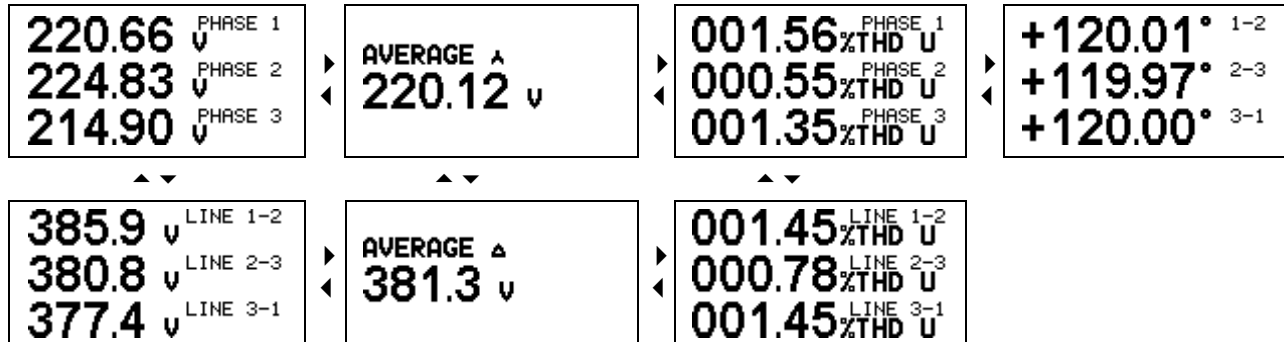 220.66 V PHASE 1
224.83 V PHASE 2
214.90 V PHASE 3
AVERAGE ⅄
220.12 V
001.56 %THD U PHASE 1
000.55 %THD U PHASE 2
001.35 %THD U PHASE 3
+120.01° 1-2
+119.97° 2-3
+120.00° 3-1
385.9 V LINE 1-2
380.8 V LINE 2-3
377.4 V LINE 3-1
AVERAGE △
381.3 V
001.45 %THD U LINE 1-2
000.78 %THD U LINE 2-3
001.45 %THD U LINE 3-1